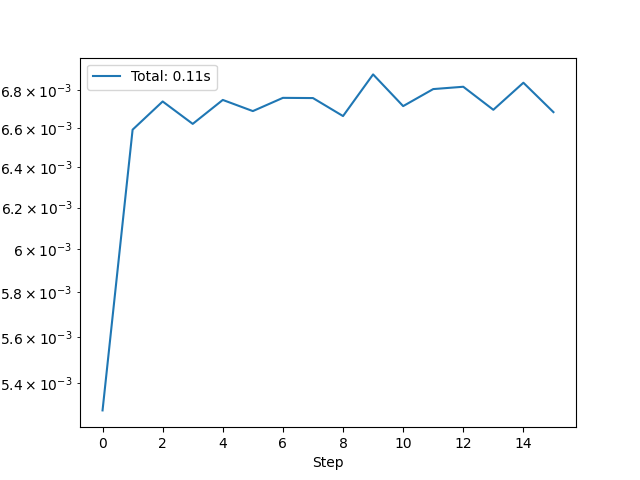 Total: 0.11s
6.8 × 10⁻³
6.6 × 10⁻³
6.4 × 10⁻³
6.2 × 10⁻³
6 × 10⁻³
5.8 × 10⁻³
5.6 × 10⁻³
5.4 × 10⁻³
0 2 4 6 8 10 12 14
Step